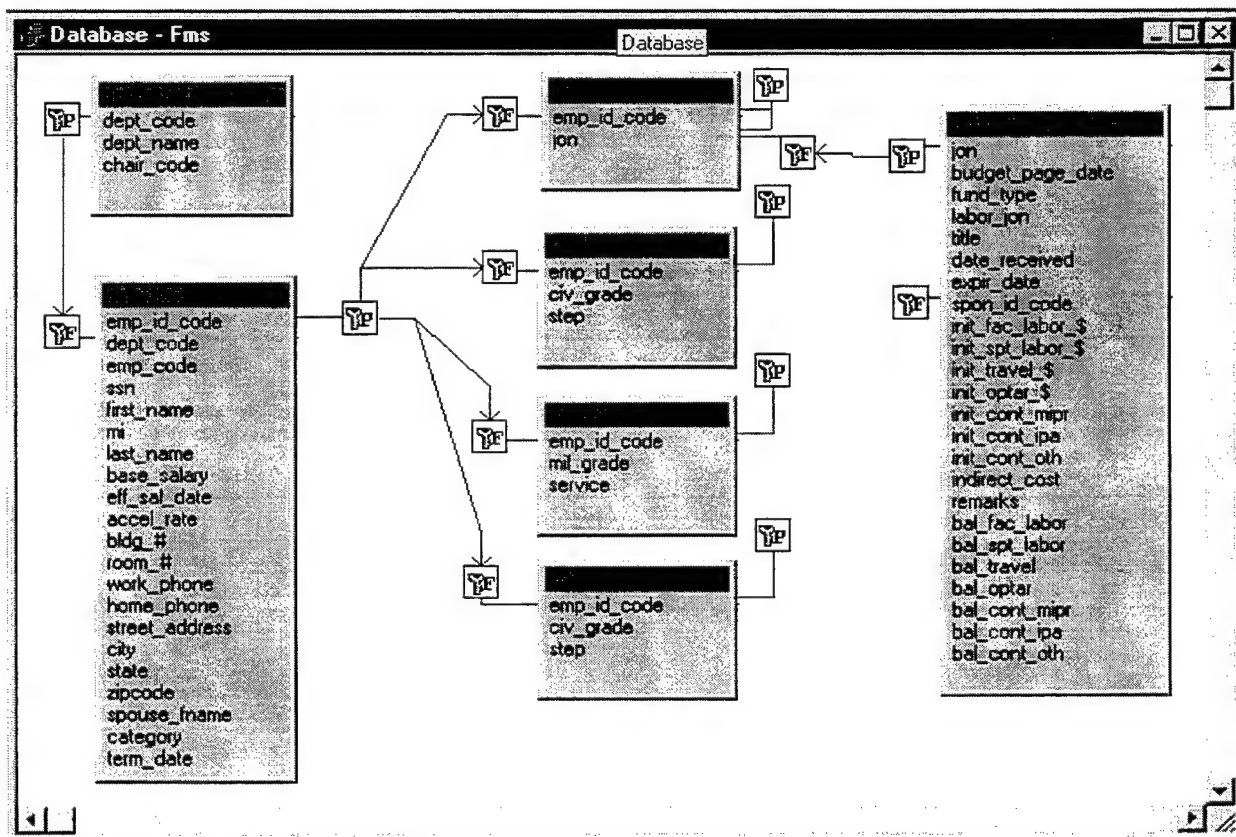 Database - Fms
Database
dept_code
dept_name
chair_code
emp_id_code
dept_code
emp_code
ssn
first_name
mi
last_name
base_salary
eff_sal_date
accel_rate
bldg_#
room_#
work_phone
home_phone
street_address
city
state
zipcode
spouse_fname
category
term_date
emp_id_code
jon
emp_id_code
civ_grade
step
emp_id_code
mil_grade
service
emp_id_code
civ_grade
step
jon
budget_page_date
fund_type
labor_jon
title
date_received
expir_date
spon_id_code
init_fac_labor_$
init_spt_labor_$
init_travel_$
init_optar_$
init_cont_mipr
init_cont_ipa
init_cont_oth
indirect_cost
remarks
bal_fac_labor
bal_spt_labor
bal_travel
bal_optar
bal_cont_mipr
bal_cont_ipa
bal_cont_oth
P
F
P
F
F
F
F
P
P
P
P
F
P
F